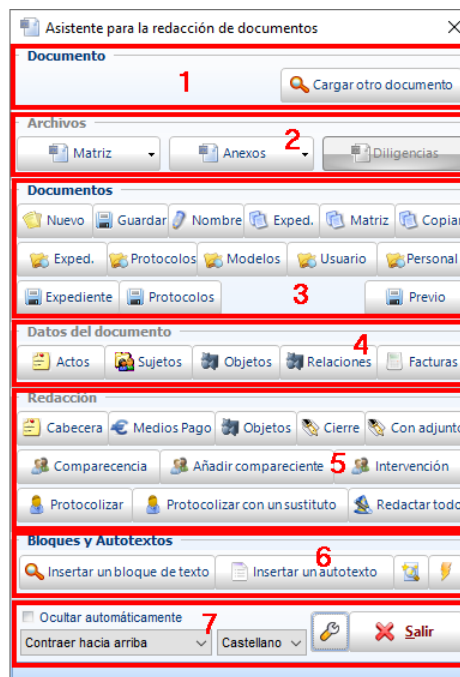 Asistente para la redacción de documentos
Documento
1
Cargar otro documento
Archivos
2
Matriz Anexos Diligencias
Documentos
Nuevo Guardar Nombre Exped. Matriz Copiar
Exped. Protocolos Modelos Usuario Personal
Expediente Protocolos 3 Previo
Datos del documento
4
Actos Sujetos Objetos Relaciones Facturas
Redacción
Cabecera Medios Pago Objetos Cierre Con adjunto
Comparecencia Añadir compareciente 5 Intervención
Protocolizar Protocolizar con un sustituto Redactar todo
Bloques y Autotextos
6
Insertar un bloque de texto Insertar un autotexto
Ocultar automáticamente
7
Contraer hacia arriba Castellano Salir